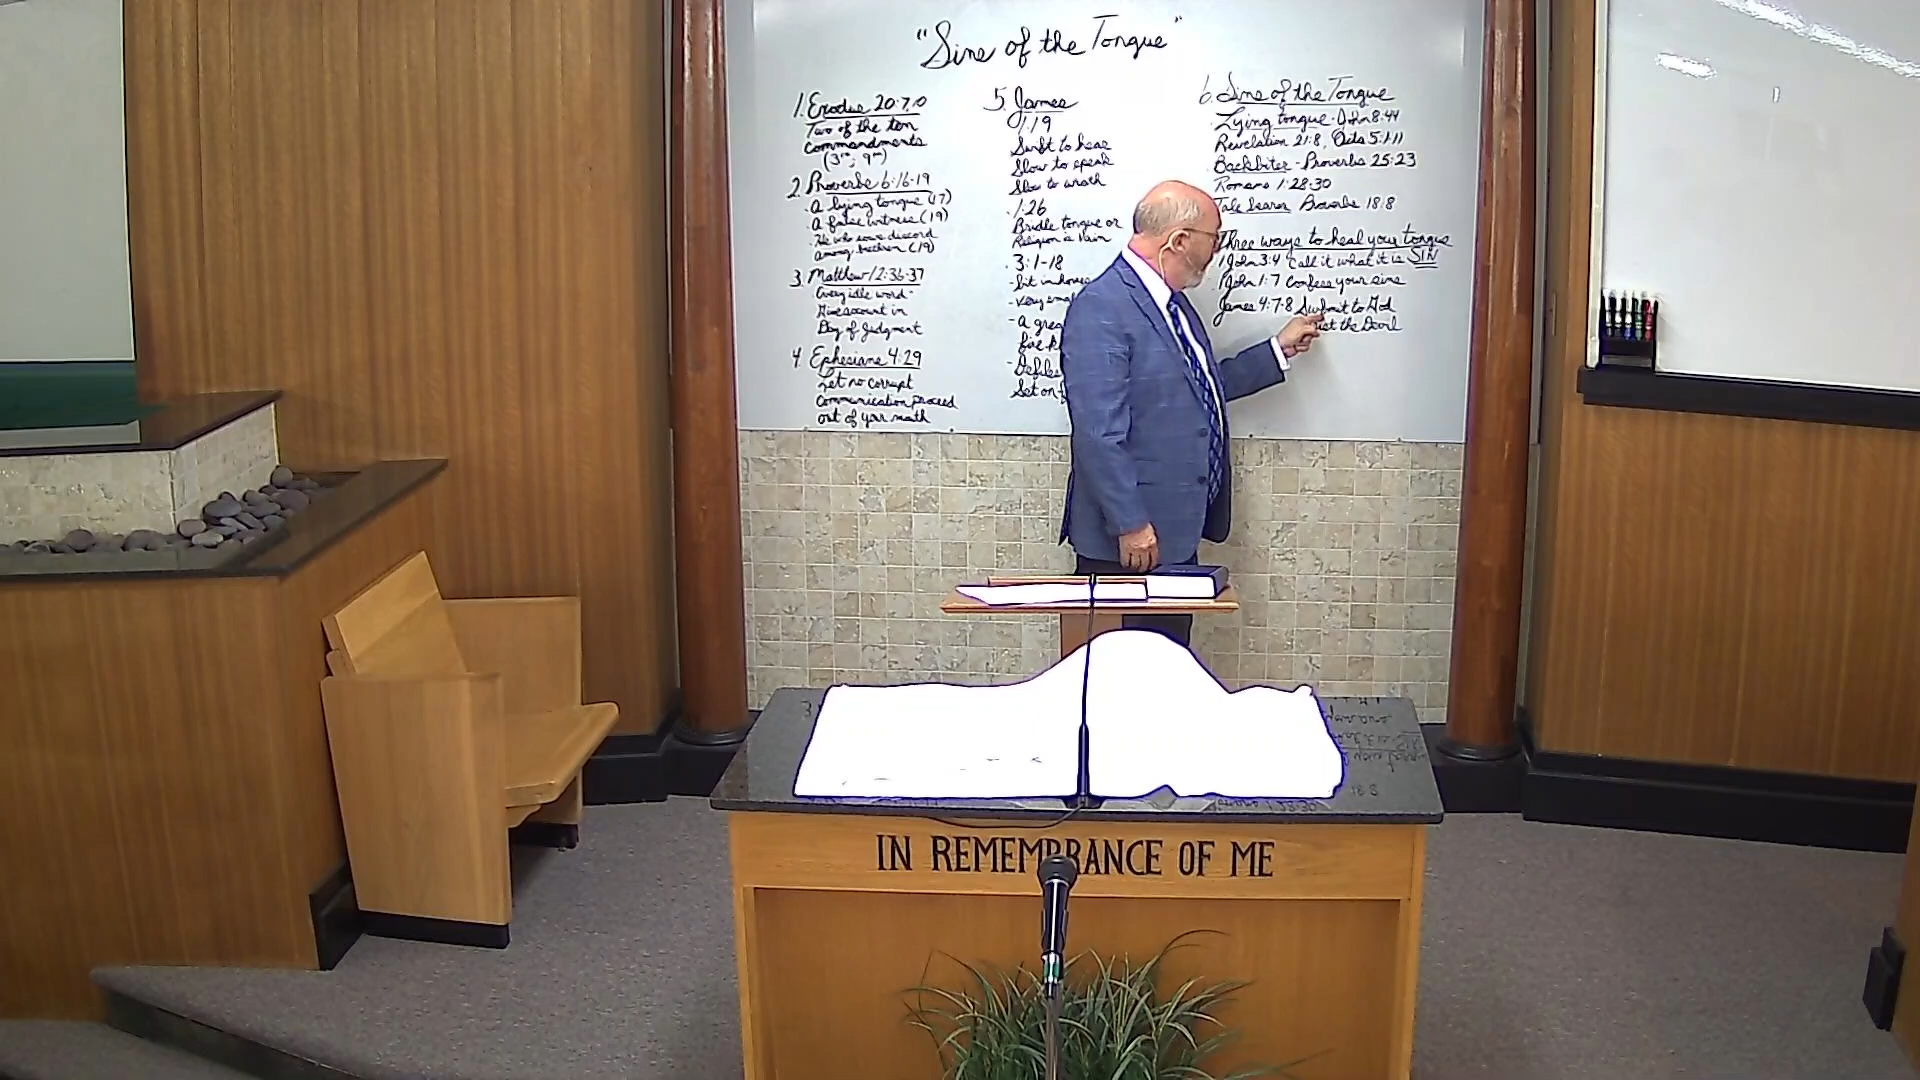 "Sins of the Tongue"
1. Exodus 20:7,
Two of the ten
commandments
(3rd, 9th)
2. Proverbs 6:16-19
. A lying tongue (17)
. A false witness (19)
. He who sows discord
among brethren (19)
3. Matthew 12:36-37
Every idle word
Give account in
Day of Judgment
4. Ephesians 4:29
Let no corrupt
communication proceed
out of your
5. James
1:19
Swift to hear
Slow to speak
Slow to wrath
. 1:26
Bridle tongue or
Religion is Vain
. 3:1-18
- bit in
- Very
- a
-
Set on
6. Sins of the Tongue
. Lying tongue - John 8:44
Revelation 21:8, Acts 5:1-11
. Backbiter - Proverbs 25:23
Romans 1:28-30
Tale bearer Proverbs 18:8
Three ways to heal your tongue
1 John 3:4 Call it what it is SIN
1 John 1:7 Confess your sins
James 4:7-8 Submit to God
the Devil
IN REMEMBRANCE OF ME